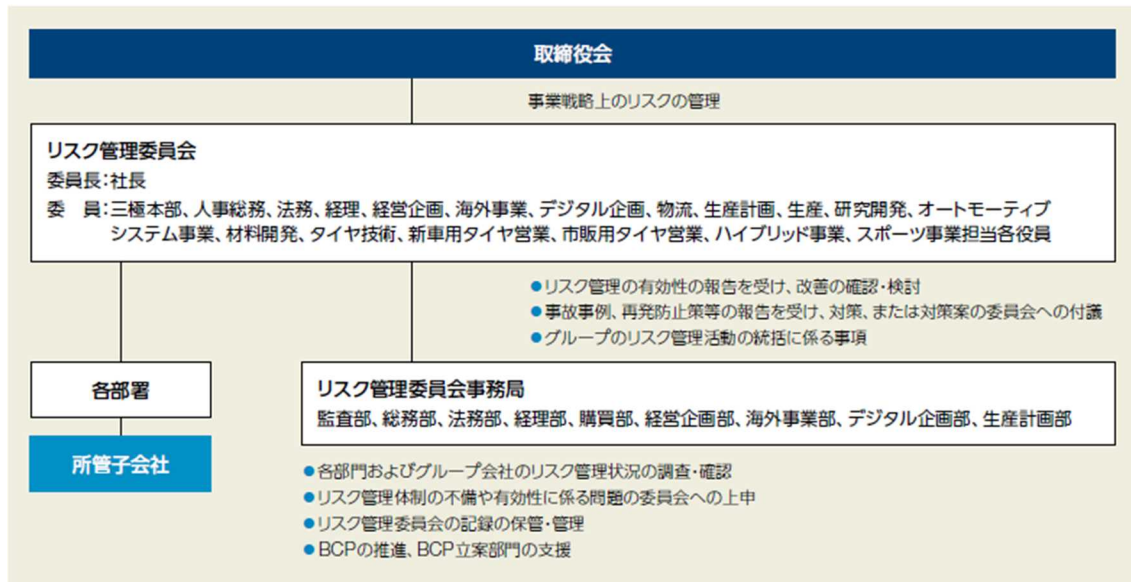 取締役会
事業戦略上のリスクの管理
リスク管理委員会
委員長:社長
委　員:三極本部、人事総務、法務、経理、経営企画、海外事業、デジタル企画、物流、生産計画、生産、研究開発、オートモーティブ
システム事業、材料開発、タイヤ技術、新車用タイヤ営業、市販用タイヤ営業、ハイブリッド事業、スポーツ事業担当各役員
●リスク管理の有効性の報告を受け、改善の確認・検討
●事故事例、再発防止策等の報告を受け、対策、または対策案の委員会への付議
●グループのリスク管理活動の統括に係る事項
各部署
所管子会社
リスク管理委員会事務局
監査部、総務部、法務部、経理部、購買部、経営企画部、海外事業部、デジタル企画部、生産計画部
●各部門およびグループ会社のリスク管理状況の調査・確認
●リスク管理体制の不備や有効性に係る問題の委員会への上申
●リスク管理委員会の記録の保管・管理
●BCPの推進、BCP立案部門の支援